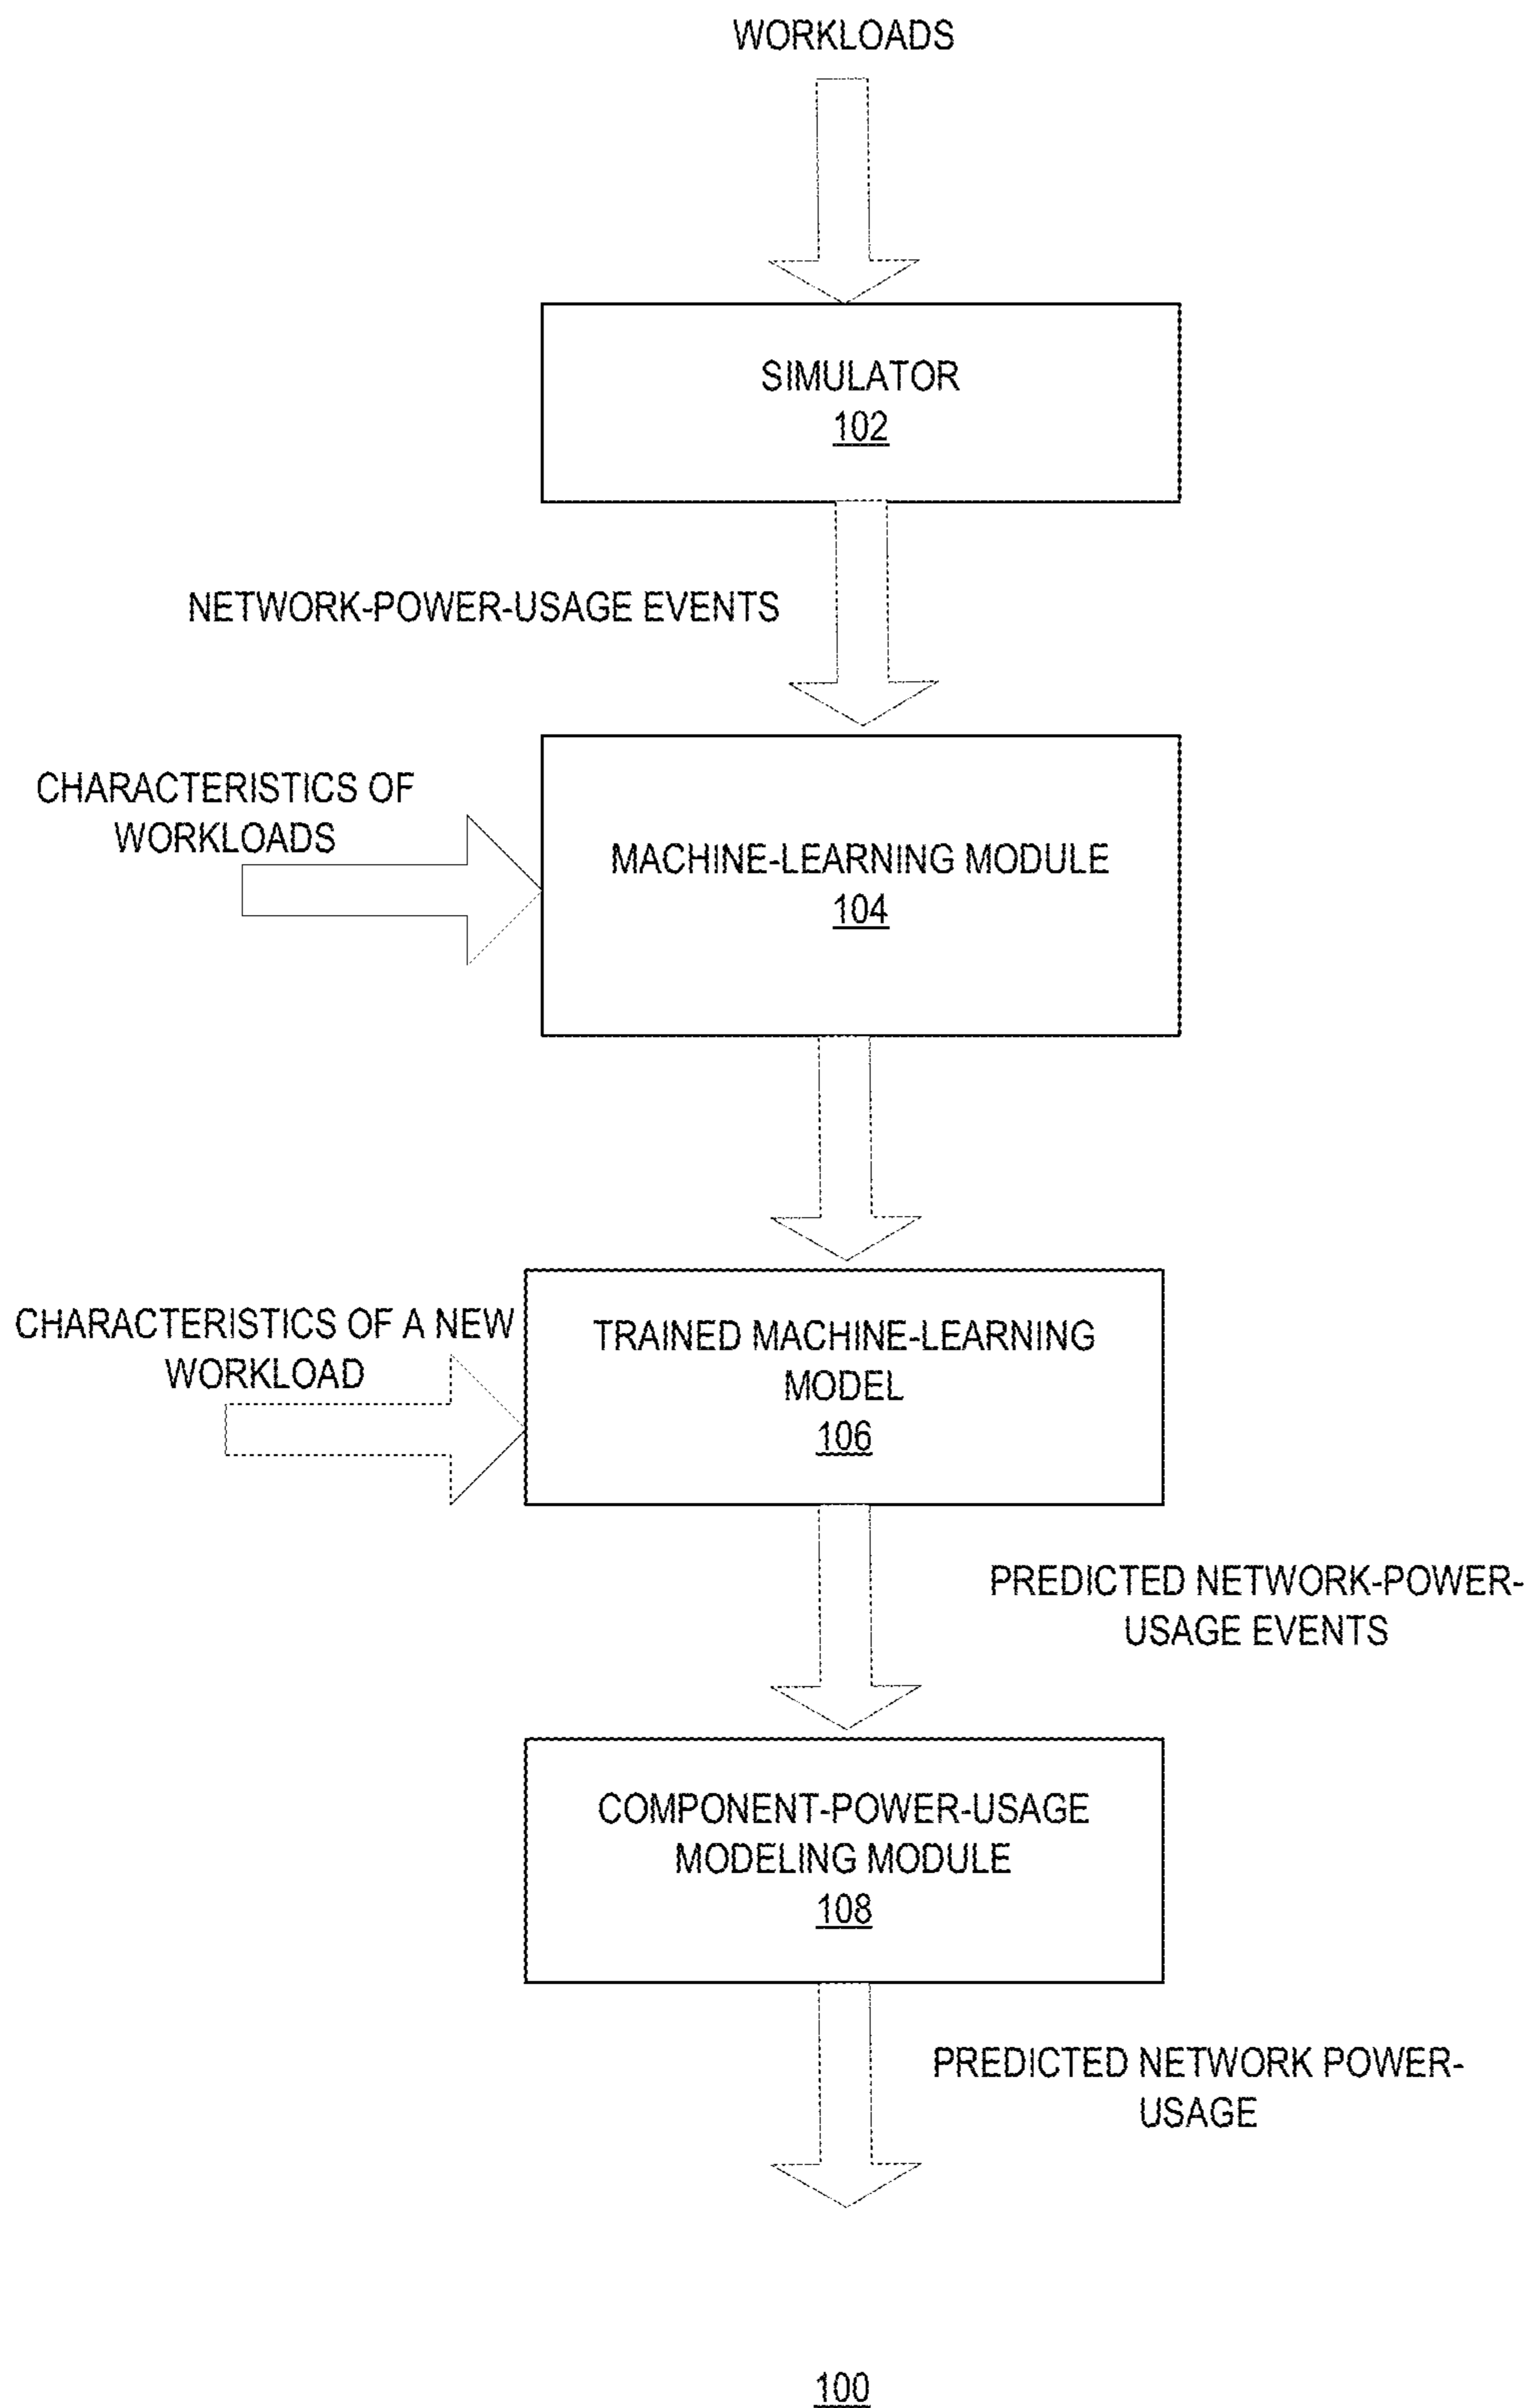 WORKLOADS
SIMULATOR
102
NETWORK-POWER-USAGE EVENTS
CHARACTERISTICS OF
WORKLOADS
MACHINE-LEARNING MODULE
104
CHARACTERISTICS OF A NEW
WORKLOAD
TRAINED MACHINE-LEARNING
MODEL
106
PREDICTED NETWORK-POWER-
USAGE EVENTS
COMPONENT-POWER-USAGE
MODELING MODULE
108
PREDICTED NETWORK POWER-
USAGE
100